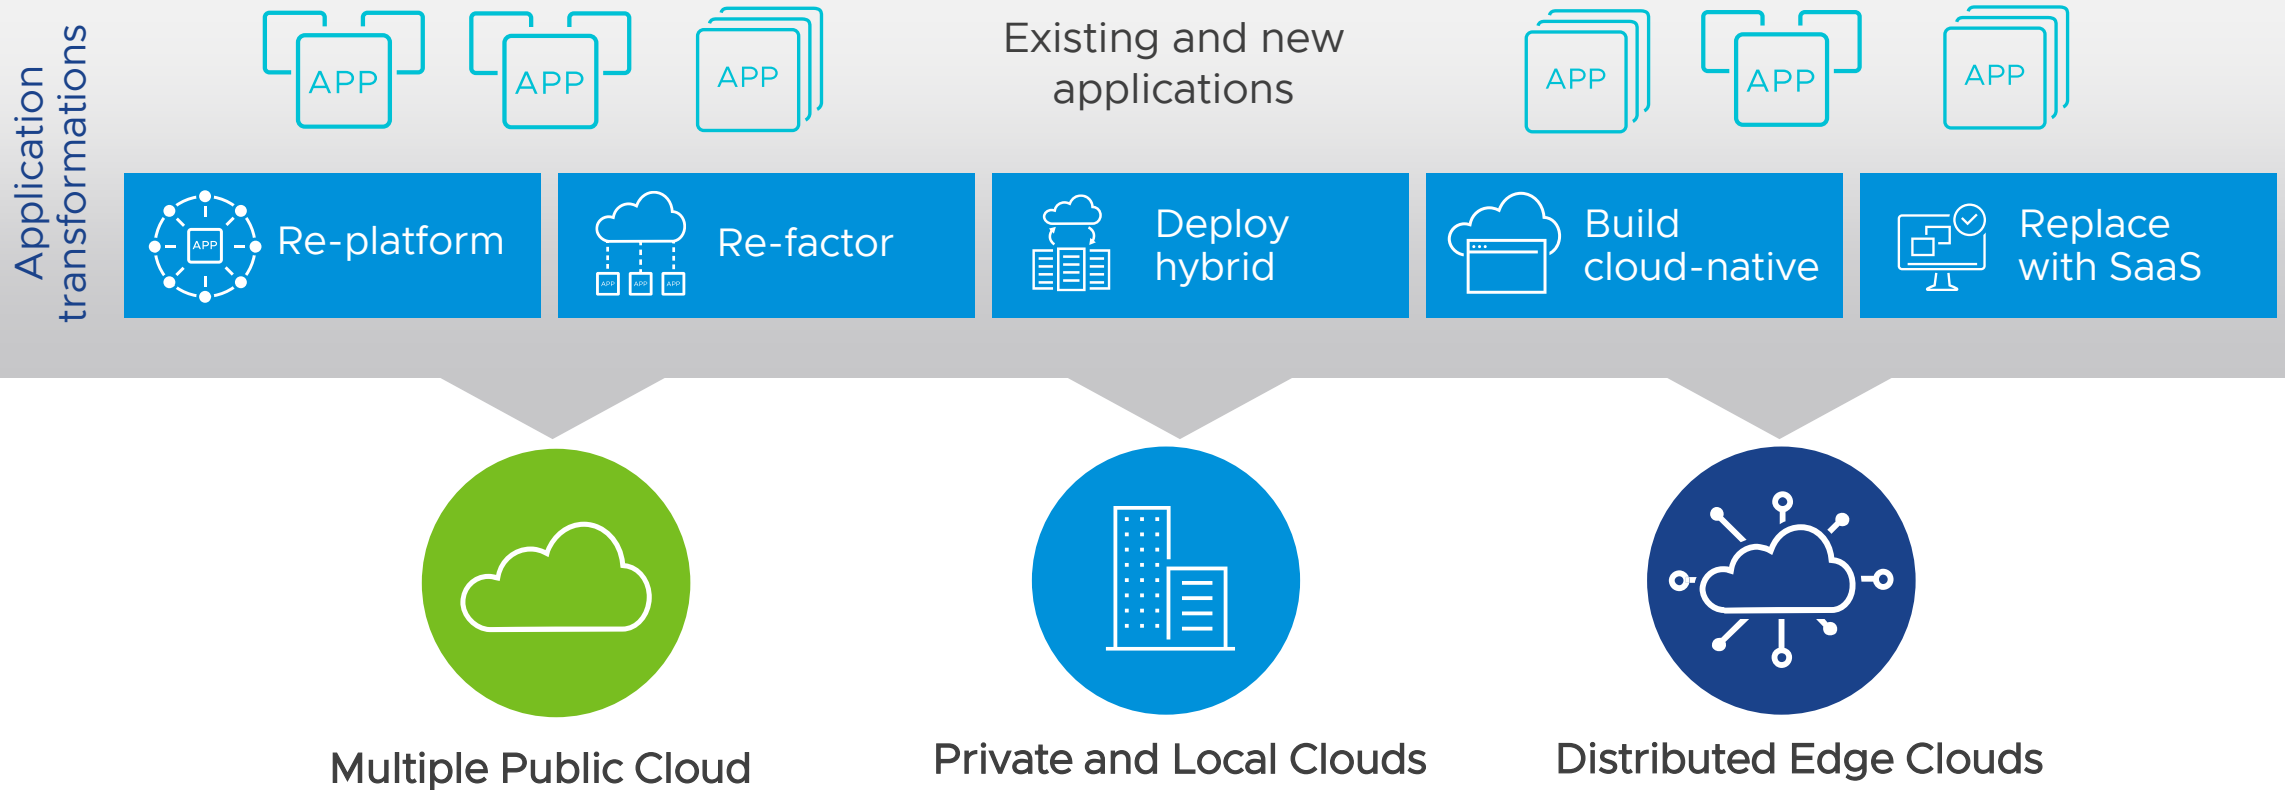 Application
transformations
APP
APP
APP
Existing and new
applications
APP
APP
APP
APP
Re-platform
APP
APP
APP
Re-factor
Deploy
hybrid
Build
cloud-native
Replace
with SaaS
Multiple Public Cloud
Private and Local Clouds
Distributed Edge Clouds